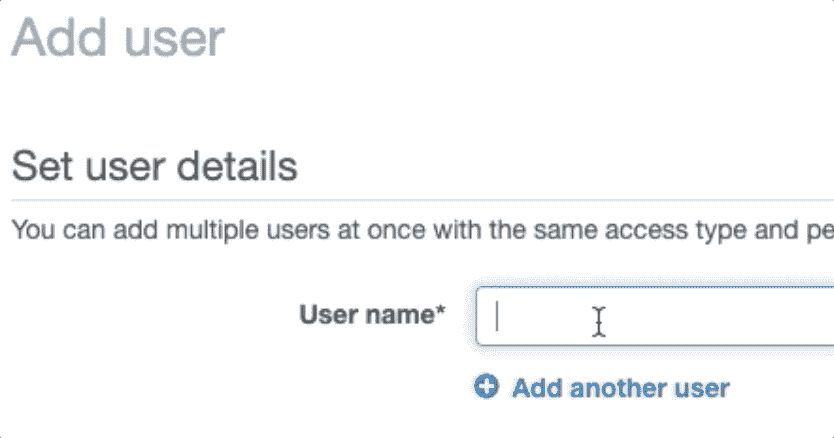 Add user
Set user details
You can add multiple users at once with the same access type and pe
User name*
Add another user